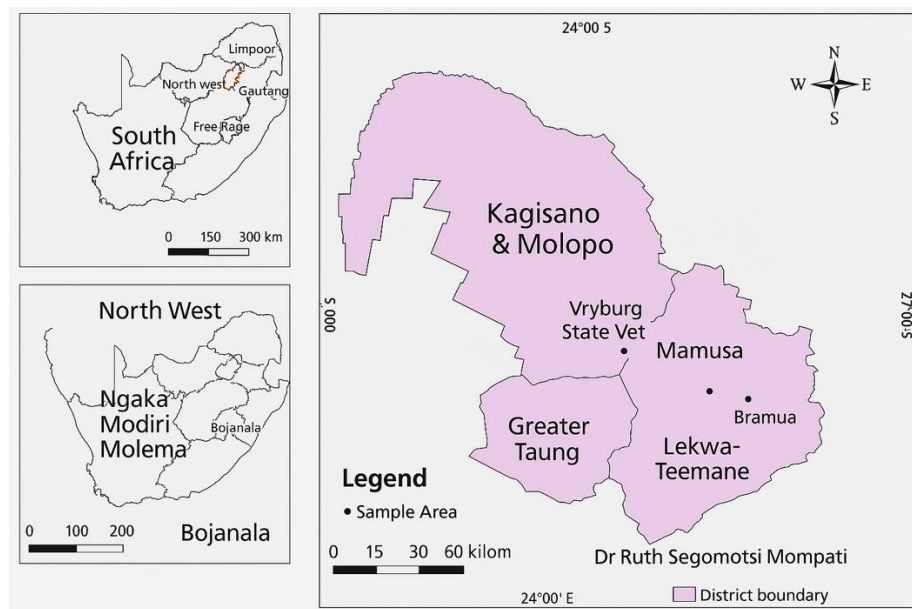 Limpoor
North west
Gautang
Free Rage
South
Africa
0 150 300 km
North West
Ngaka
Modiri
Molema
Bojanala
0 100 200
Bojanala
24°00 5
N
W E
S
Kagisano
& Molopo
5 000S
27°00·S
Vryburg
State Vet
Mamusa
Bramua
Greater
Taung
Lekwa-
Teemane
Legend
Sample Area
0 15 30 60 kilom
Dr Ruth Segomotsi Mompati
24°00' E
District boundary